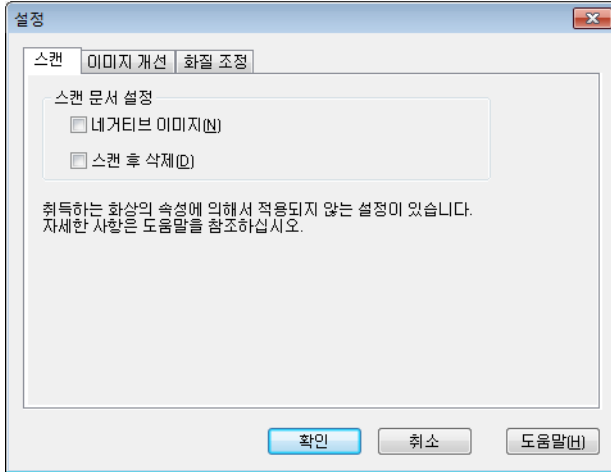 설정
스캔
이미지 개선
화질 조정
스캔 문서 설정
네거티브 이미지(N)
스캔 후 삭제(D)
취득하는 화상의 속성에 의해서 적용되지 않는 설정이 있습니다.
자세한 사항은 도움말을 참조하십시오.
확인
취소
도움말(H)